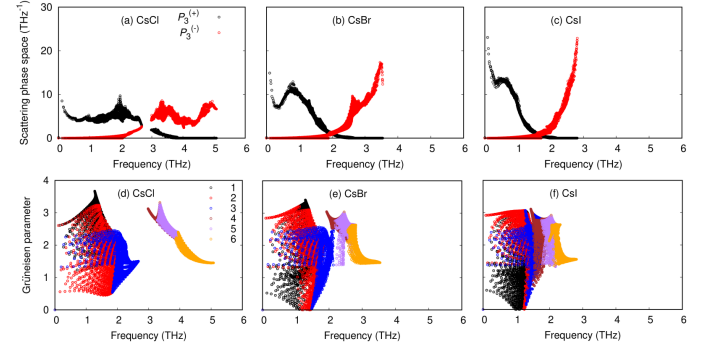 Scattering phase space (THz⁻¹)
30
20
10
0
(a) CsCl
P₃⁽⁺⁾
P₃⁽⁻⁾
(b) CsBr
(c) CsI
0 1 2 3 4 5 6
0 1 2 3 4 5 6
0 1 2 3 4 5 6
Frequency (THz)
Frequency (THz)
Frequency (THz)
Grüneisen parameter
4
3
2
1
0
(d) CsCl
1
2
3
4
5
6
(e) CsBr
(f) CsI
0 1 2 3 4 5 6
0 1 2 3 4 5 6
0 1 2 3 4 5 6
Frequency (THz)
Frequency (THz)
Frequency (THz)